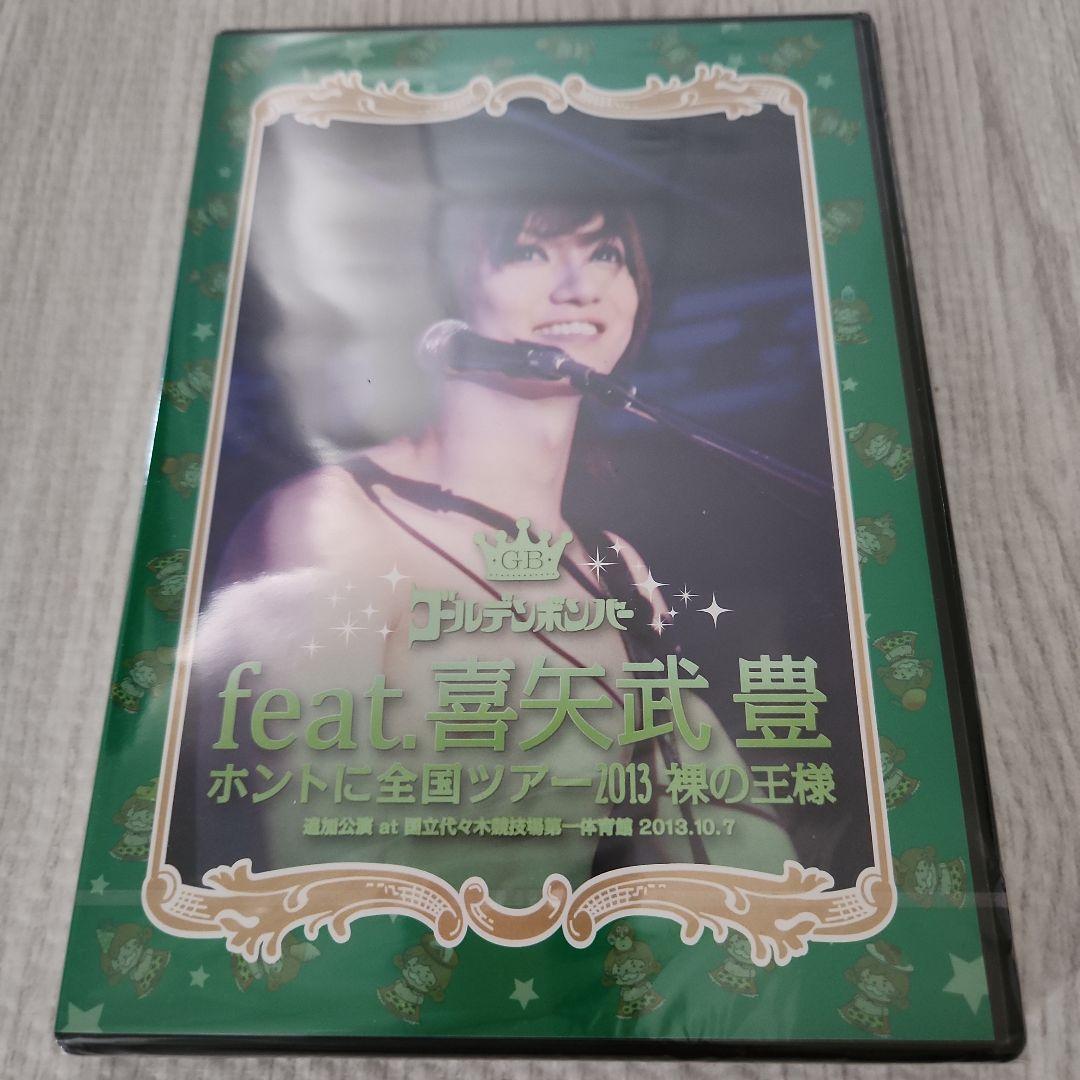 GB
ゴールデンボンバー
feat.喜矢武 豊
ホントに全国ツアー2013 裸の王様
追加公演 at 国立代々木競技場第一体育館 2013.10.7